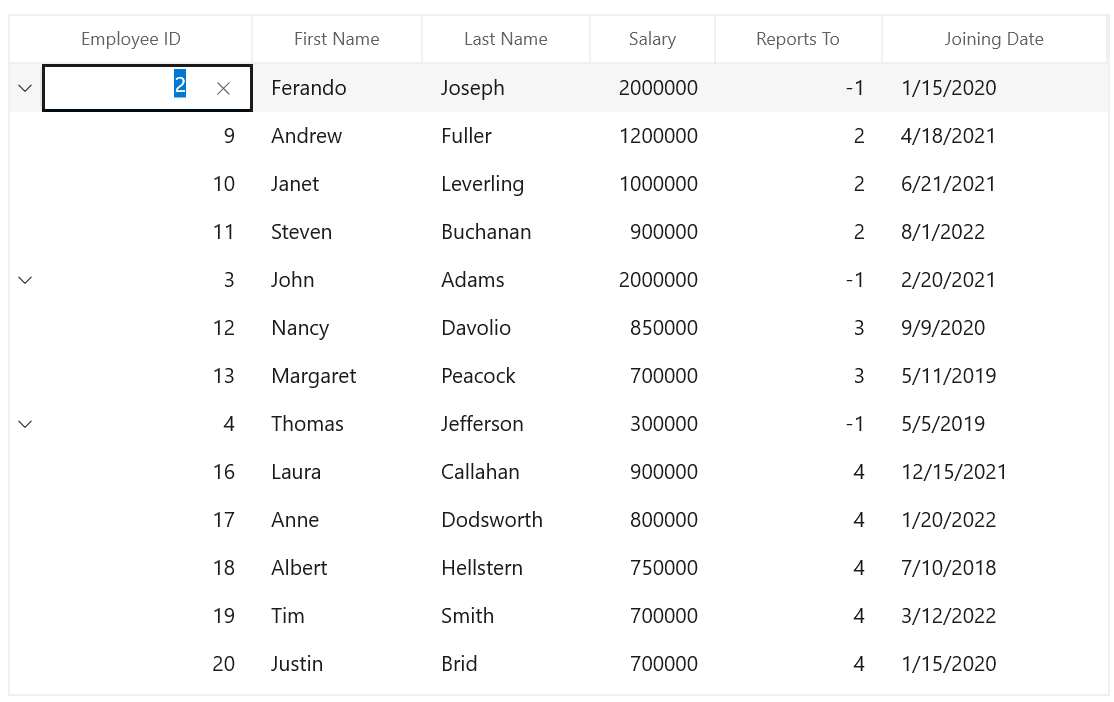 Employee ID First Name Last Name Salary Reports To Joining Date
2 Ferando Joseph 2000000 -1 1/15/2020
9 Andrew Fuller 1200000 2 4/18/2021
10 Janet Leverling 1000000 2 6/21/2021
11 Steven Buchanan 900000 2 8/1/2022
3 John Adams 2000000 -1 2/20/2021
12 Nancy Davolio 850000 3 9/9/2020
13 Margaret Peacock 700000 3 5/11/2019
4 Thomas Jefferson 300000 -1 5/5/2019
16 Laura Callahan 900000 4 12/15/2021
17 Anne Dodsworth 800000 4 1/20/2022
18 Albert Hellstern 750000 4 7/10/2018
19 Tim Smith 700000 4 3/12/2022
20 Justin Brid 700000 4 1/15/2020